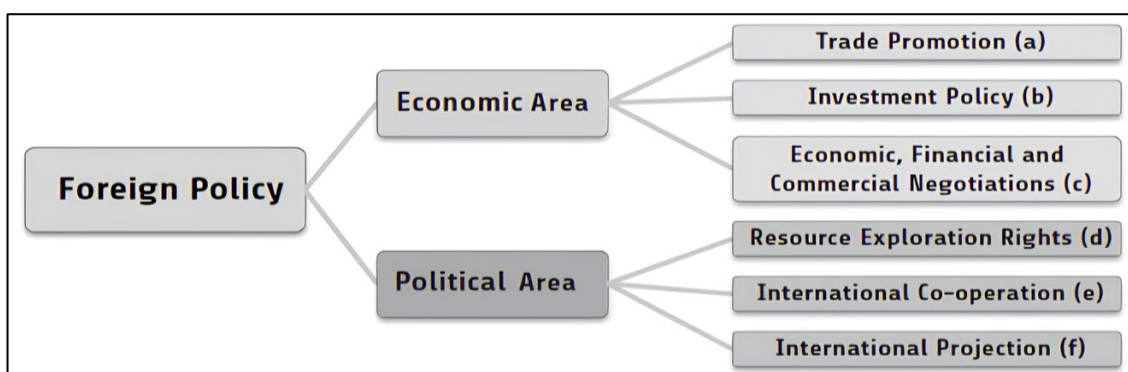 Foreign Policy
Economic Area
Trade Promotion (a)
Investment Policy (b)
Economic, Financial and
Commercial Negotiations (c)
Political Area
Resource Exploration Rights (d)
International Co-operation (e)
International Projection (f)